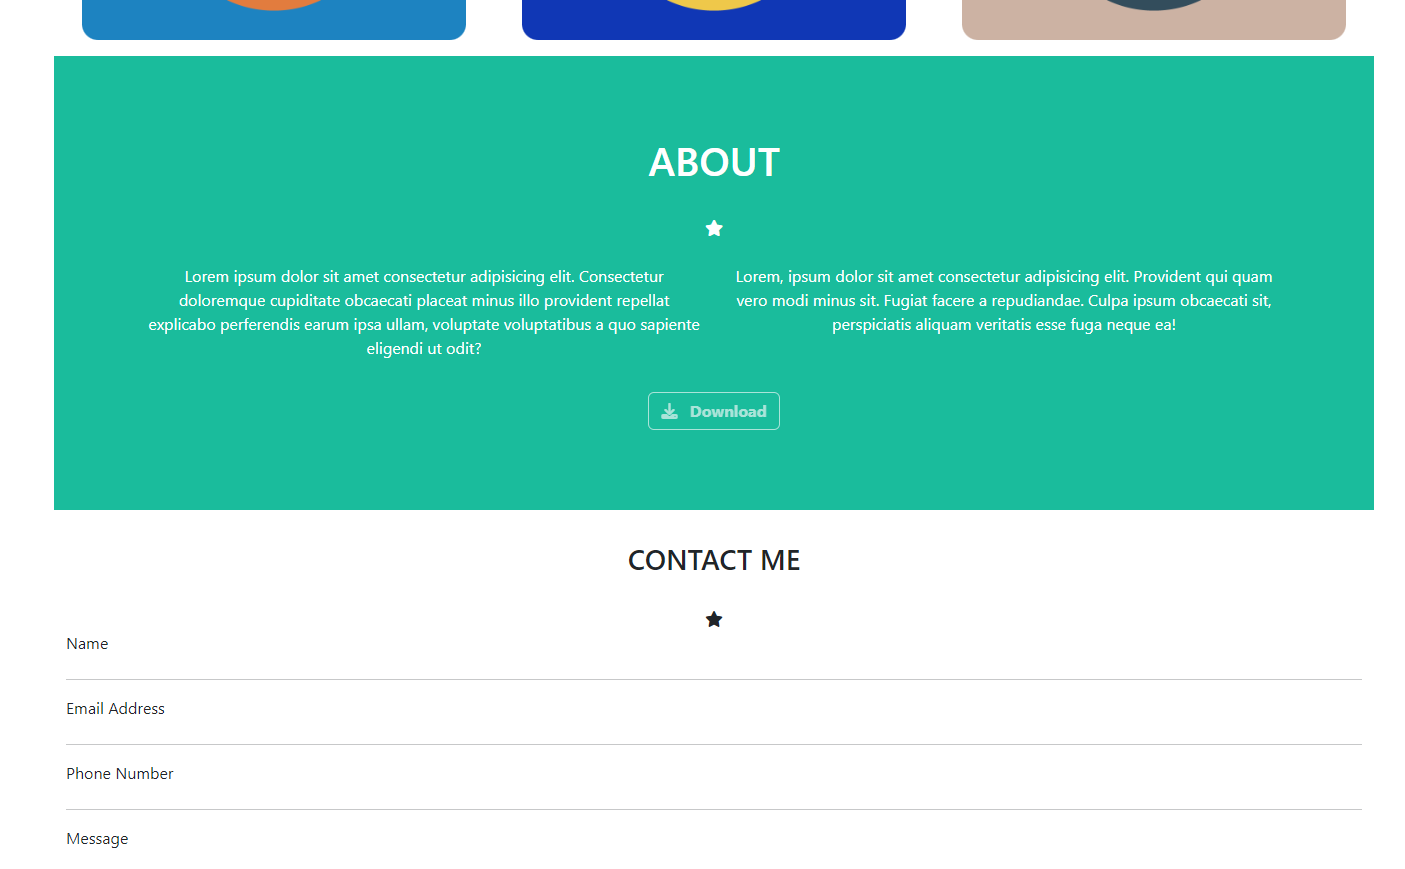 ABOUT
Lorem ipsum dolor sit amet consectetur adipisicing elit. Consectetur
doloremque cupiditate obcaecati placeat minus illo provident repellat
explicabo perferendis earum ipsa ullam, voluptate voluptatibus a quo sapiente
eligendi ut odit?
Lorem, ipsum dolor sit amet consectetur adipisicing elit. Provident qui quam
vero modi minus sit. Fugiat facere a repudiandae. Culpa ipsum obcaecati sit,
perspiciatis aliquam veritatis esse fuga neque ea!
Download
CONTACT ME
Name
Email Address
Phone Number
Message